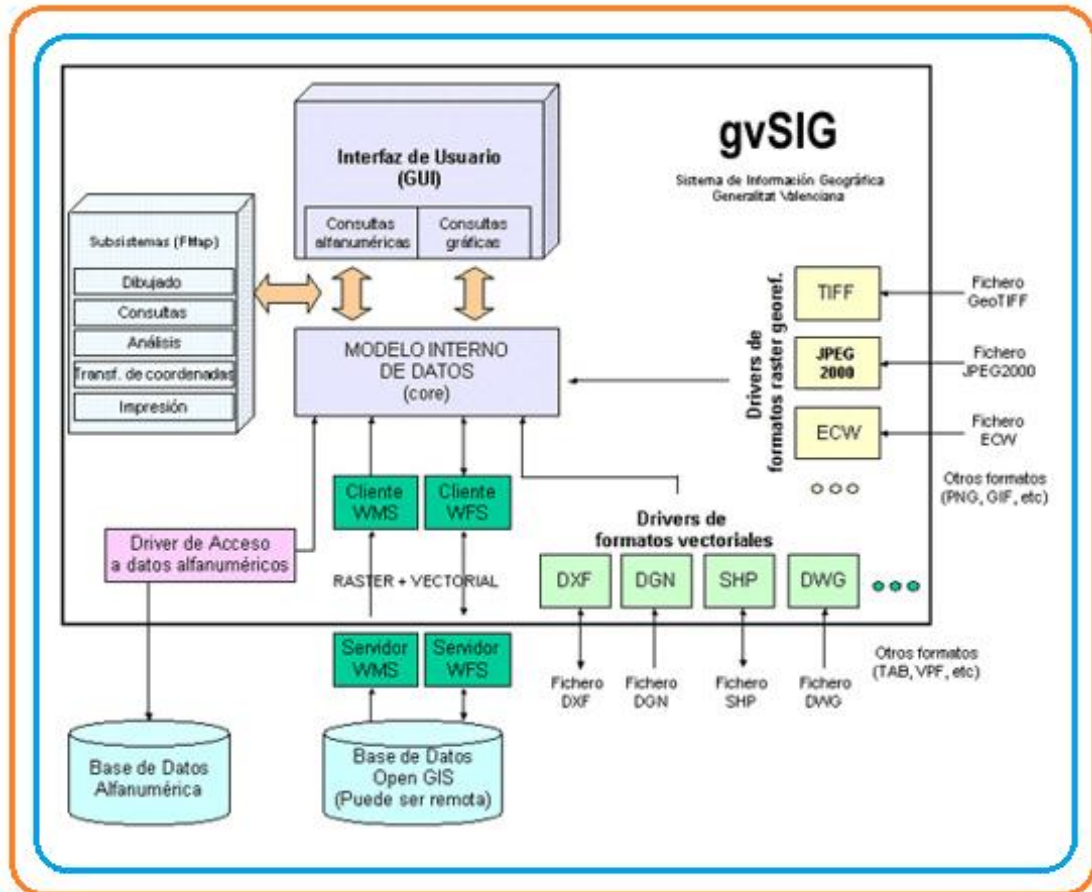 gvSIG
Sistema de Información Geográfica
Generalitat Valenciana
Interfaz de Usuario
(GUI)
Consultas
alfanuméricas
Consultas
gráficas
Subsistemas (FMap)
Dibujado
Consultas
Análisis
Transf. de coordenadas
Impresión
MODELO INTERNO
DE DATOS
(core)
Drivers de
formatos raster georef.
TIFF
JPEG
2000
ECW
Fichero
GeoTIFF
Fichero
JPEG2000
Fichero
ECW
Otros formatos
(PNG, GIF, etc)
Cliente
WMS
Cliente
WFS
Drivers de
formatos vectoriales
Driver de Acceso
a datos alfanuméricos
RASTER + VECTORIAL
DXF
DGN
SHP
DWG
Servidor
WMS
Servidor
WFS
Fichero
DXF
Fichero
DGN
Fichero
SHP
Fichero
DWG
Otros formatos
(TAB, VPF, etc)
Base de Datos
Alfanumérica
Base de Datos
Open GIS
(Puede ser remota)